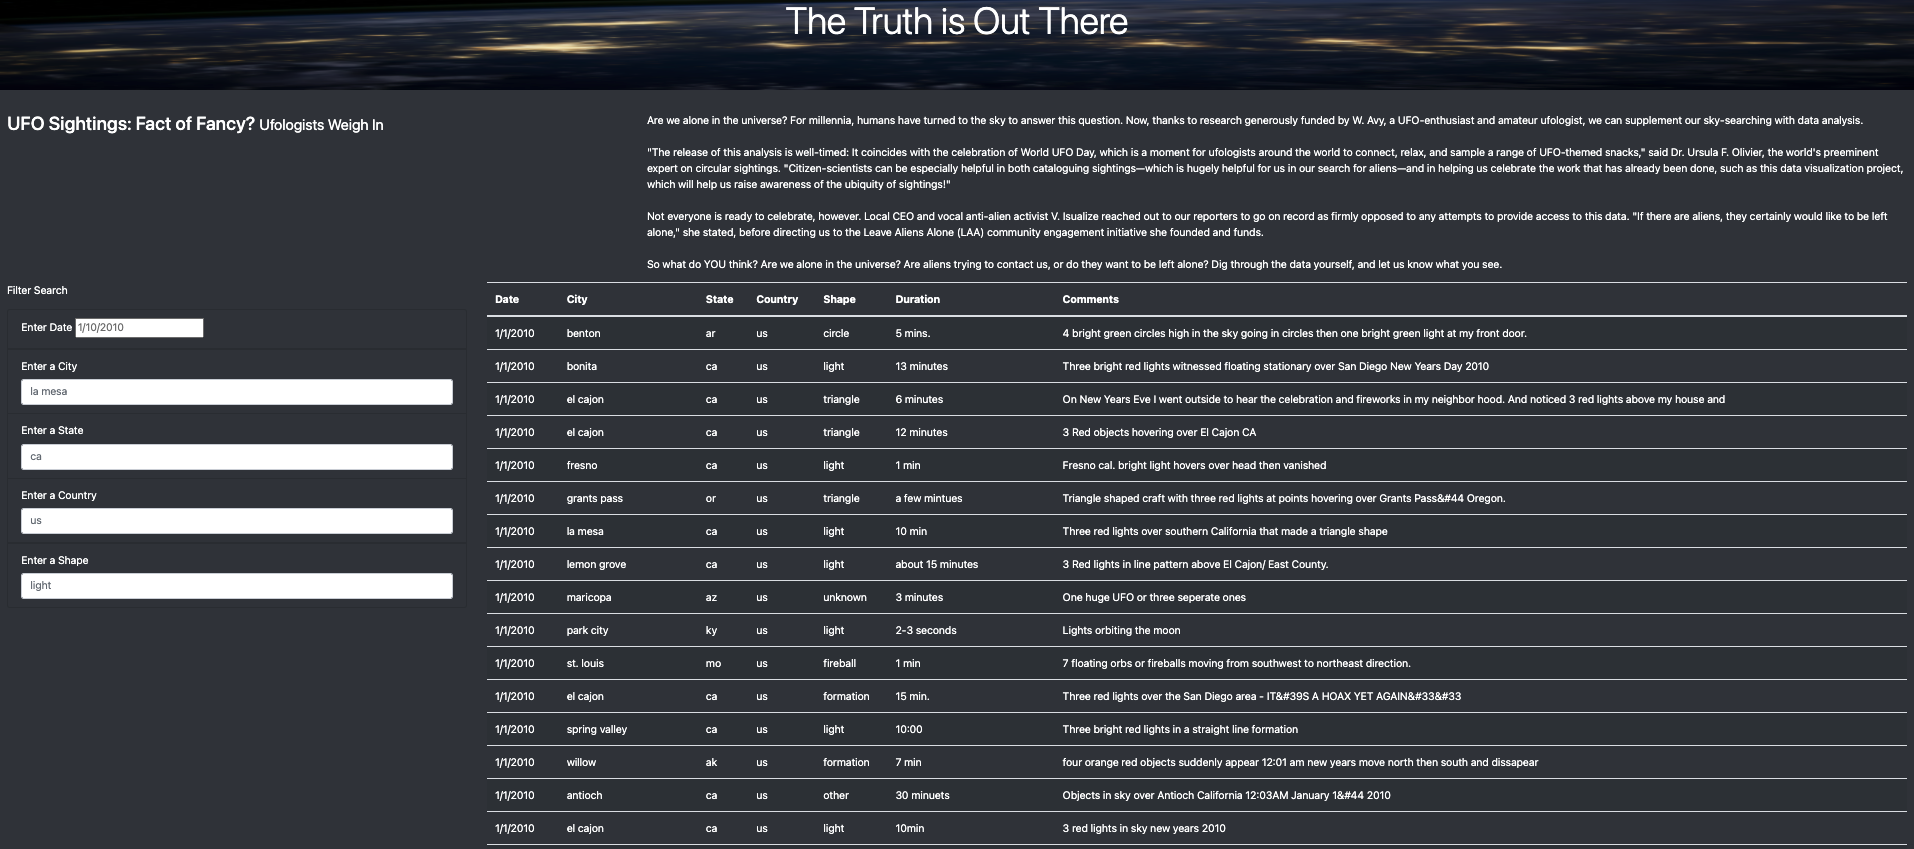 The Truth is Out There
UFO Sightings: Fact of Fancy? Ufologists Weigh In
Are we alone in the universe? For millennia, humans have turned to the sky to answer this question. Now, thanks to research generously funded by W. Avy, a UFO-enthusiast and amateur ufologist, we can supplement our sky-searching with data analysis.
"The release of this analysis is well-timed: It coincides with the celebration of World UFO Day, which is a moment for ufologists around the world to connect, relax, and sample a range of UFO-themed snacks," said Dr. Ursula F. Olivier, the world's preeminent
expert on circular sightings. "Citizen-scientists can be especially helpful in both cataloguing sightings—which is hugely helpful for us in our search for aliens—and in helping us celebrate the work that has already been done, such as this data visualization project,
which will help us raise awareness of the ubiquity of sightings!"
Not everyone is ready to celebrate, however. Local CEO and vocal anti-alien activist V. Isualize reached out to our reporters to go on record as firmly opposed to any attempts to provide access to this data. "If there are aliens, they certainly would like to be left
alone," she stated, before directing us to the Leave Aliens Alone (LAA) community engagement initiative she founded and funds.
So what do YOU think? Are we alone in the universe? Are aliens trying to contact us, or do they want to be left alone? Dig through the data yourself, and let us know what you see.
Filter Search
Enter Date 1/10/2010
Enter a City
la mesa
Enter a State
ca
Enter a Country
us
Enter a Shape
light
Date City State Country Shape Duration Comments
1/1/2010 benton ar us circle 5 mins. 4 bright green circles high in the sky going in circles then one bright green light at my front door.
1/1/2010 bonita ca us light 13 minutes Three bright red lights witnessed floating stationary over San Diego New Years Day 2010
1/1/2010 el cajon ca us triangle 6 minutes On New Years Eve I went outside to hear the celebration and fireworks in my neighbor hood. And noticed 3 red lights above my house and
1/1/2010 el cajon ca us triangle 12 minutes 3 Red objects hovering over El Cajon CA
1/1/2010 fresno ca us light 1 min Fresno cal. bright light hovers over head then vanished
1/1/2010 grants pass or us triangle a few mintues Triangle shaped craft with three red lights at points hovering over Grants Pass&#44 Oregon.
1/1/2010 la mesa ca us light 10 min Three red lights over southern California that made a triangle shape
1/1/2010 lemon grove ca us light about 15 minutes 3 Red lights in line pattern above El Cajon/ East County.
1/1/2010 maricopa az us unknown 3 minutes One huge UFO or three seperate ones
1/1/2010 park city ky us light 2-3 seconds Lights orbiting the moon
1/1/2010 st. louis mo us fireball 1 min 7 floating orbs or fireballs moving from southwest to northeast direction.
1/1/2010 el cajon ca us formation 15 min. Three red lights over the San Diego area - IT&#39S A HOAX YET AGAIN&#33&#33
1/1/2010 spring valley ca us light 10:00 Three bright red lights in a straight line formation
1/1/2010 willow ak us formation 7 min four orange red objects suddenly appear 12:01 am new years move north then south and dissapear
1/1/2010 antioch ca us other 30 minuets Objects in sky over Antioch California 12:03AM January 1&#44 2010
1/1/2010 el cajon ca us light 10min 3 red lights in sky new years 2010